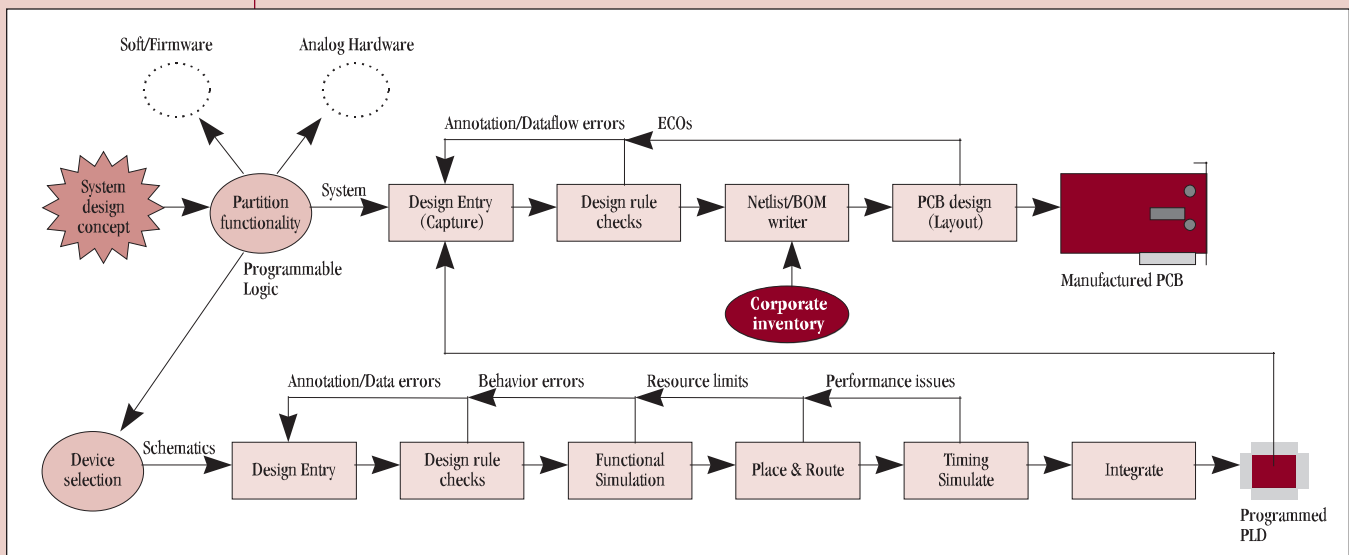 Soft/Firmware
Analog Hardware
Annotation/Dataflow errors
ECOs
System
design
concept
Partition
functionality
System
Design Entry
(Capture)
Design rule
checks
Netlist/BOM
writer
PCB design
(Layout)
Manufactured PCB
Programmable
Logic
Corporate
inventory
Annotation/Data errors
Behavior errors
Resource limits
Performance issues
Device
selection
Schematics
Design Entry
Design rule
checks
Functional
Simulation
Place & Route
Timing
Simulate
Integrate
Programmed
PLD